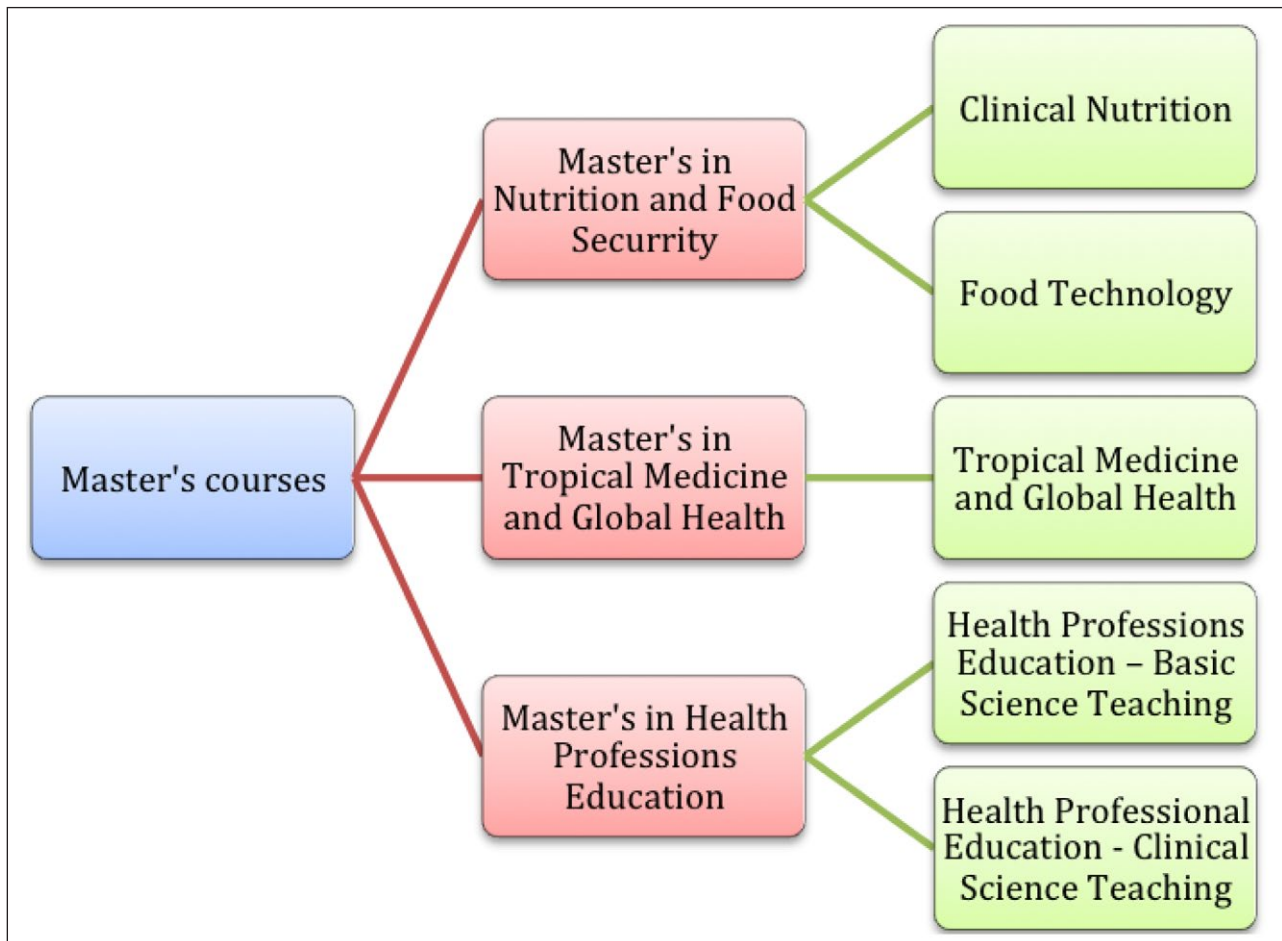 Master's courses
Master's in
Nutrition and Food
Securrity
Clinical Nutrition
Food Technology
Master's in
Tropical Medicine
and Global Health
Tropical Medicine
and Global Health
Master's in Health
Professions
Education
Health Professions
Education – Basic
Science Teaching
Health Professional
Education - Clinical
Science Teaching